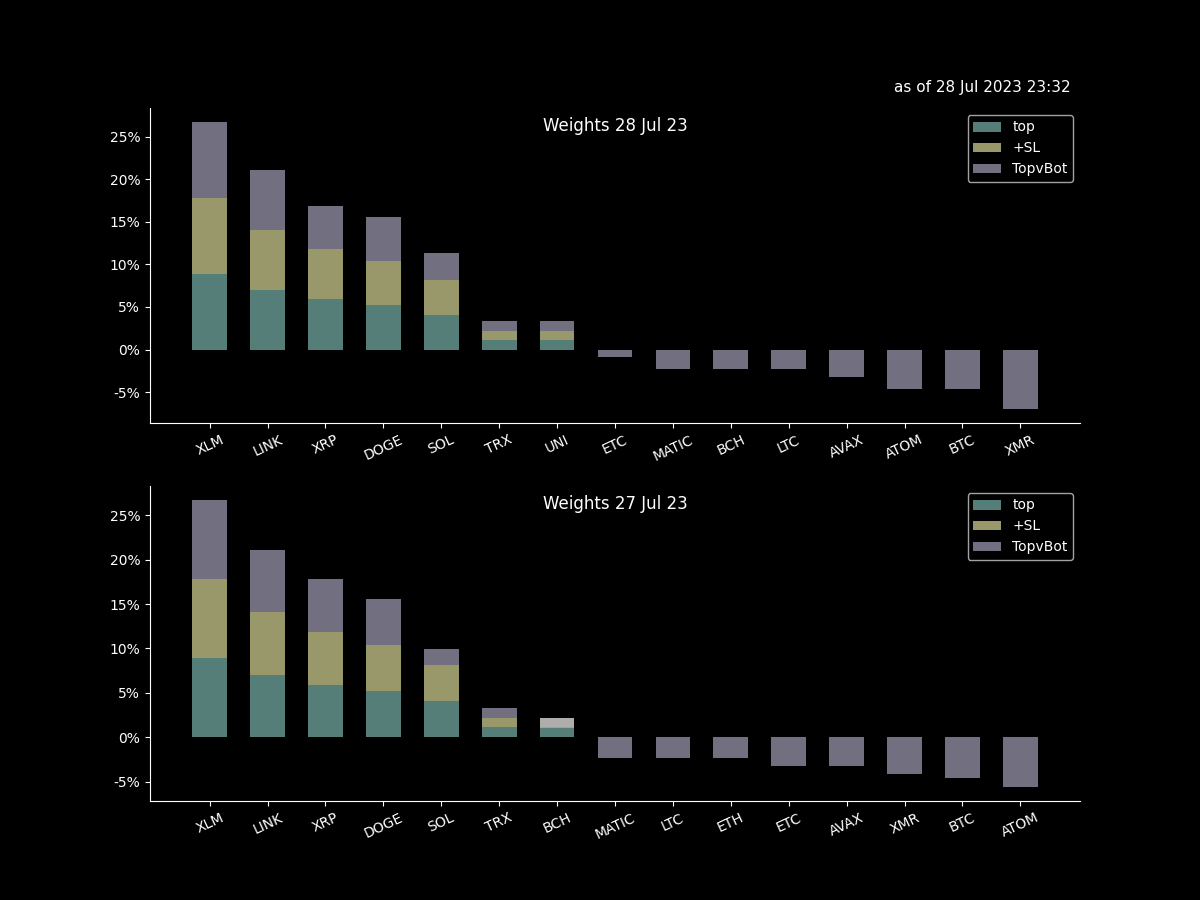 as of 28 Jul 2023 23:32
Weights 28 Jul 23
top
+SL
TopvBot
25%
20%
15%
10%
5%
0%
-5%
XLM LINK XRP DOGE SOL TRX UNI ETC MATIC BCH LTC AVAX ATOM BTC XMR
Weights 27 Jul 23
top
+SL
TopvBot
25%
20%
15%
10%
5%
0%
-5%
XLM LINK XRP DOGE SOL TRX BCH MATIC LTC ETH ETC AVAX XMR BTC ATOM